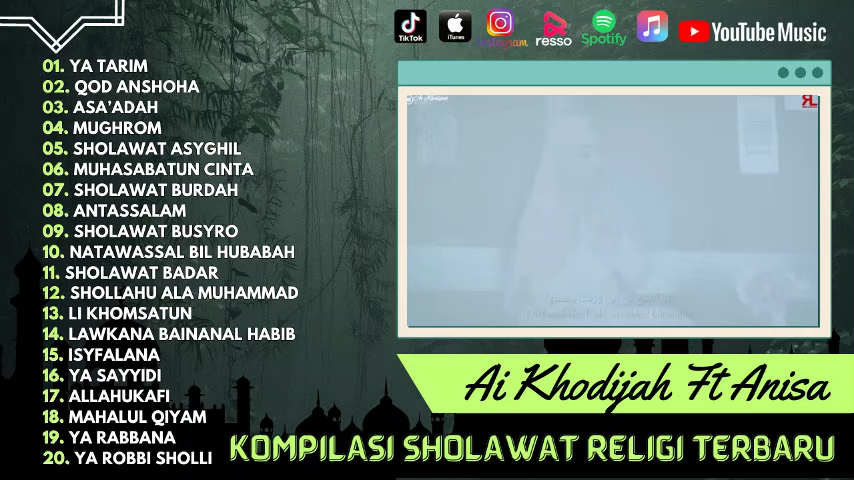 TikTok
iTunes
Instagram
resso
Spotify
YouTube Music
01. YA TARIM
02. QOD ANSHOHA
03. ASA'ADAH
04. MUGHROM
05. SHOLAWAT ASYGHIL
06. MUHASABATUN CINTA
07. SHOLAWAT BURDAH
08. ANTASSALAM
09. SHOLAWAT BUSYRO
10. NATAWASSAL BIL HUBABAH
11. SHOLAWAT BADAR
12. SHOLLAHU ALA MUHAMMAD
13. LI KHOMSATUN
14. LAWKANA BAINANAL HABIB
15. ISYFALANA
16. YA SAYYIDI
17. ALLAHUKAFI
18. MAHALUL QIYAM
19. YA RABBANA
20. YA ROBBI SHOLLI
Ai Khodijah
RL
Ai Khodijah Ft Anisa
KOMPILASI SHOLAWAT RELIGI TERBARU